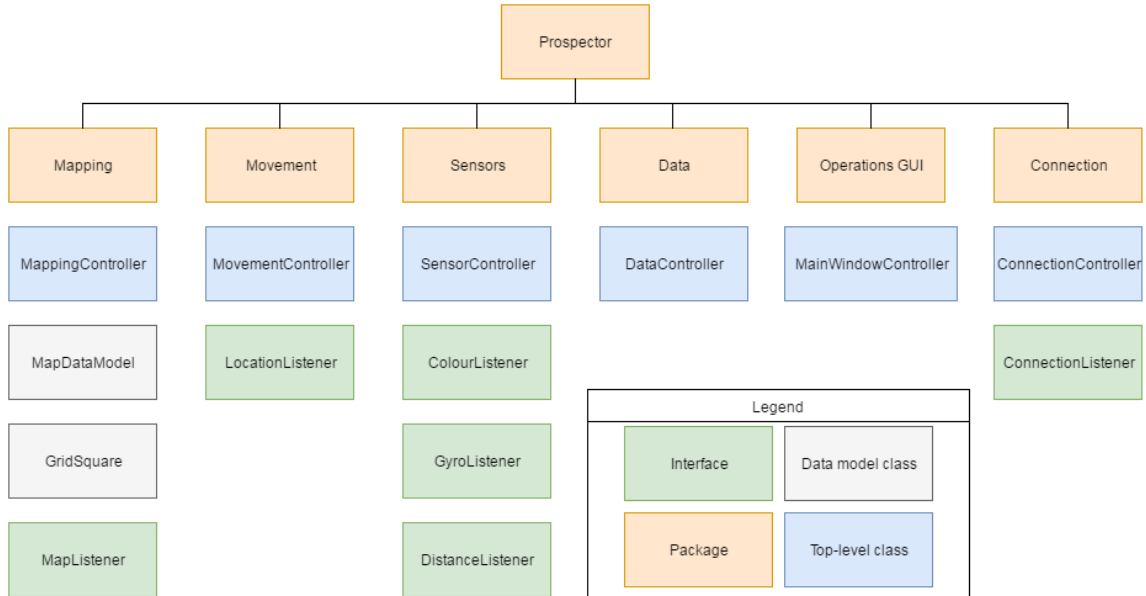 Prospector
Mapping
Movement
Sensors
Data
Operations GUI
Connection
MappingController
MovementController
SensorController
DataController
MainWindowController
ConnectionController
MapDataModel
LocationListener
ColourListener
ConnectionListener
GridSquare
GyroListener
MapListener
DistanceListener
Legend
Interface
Data model class
Package
Top-level class